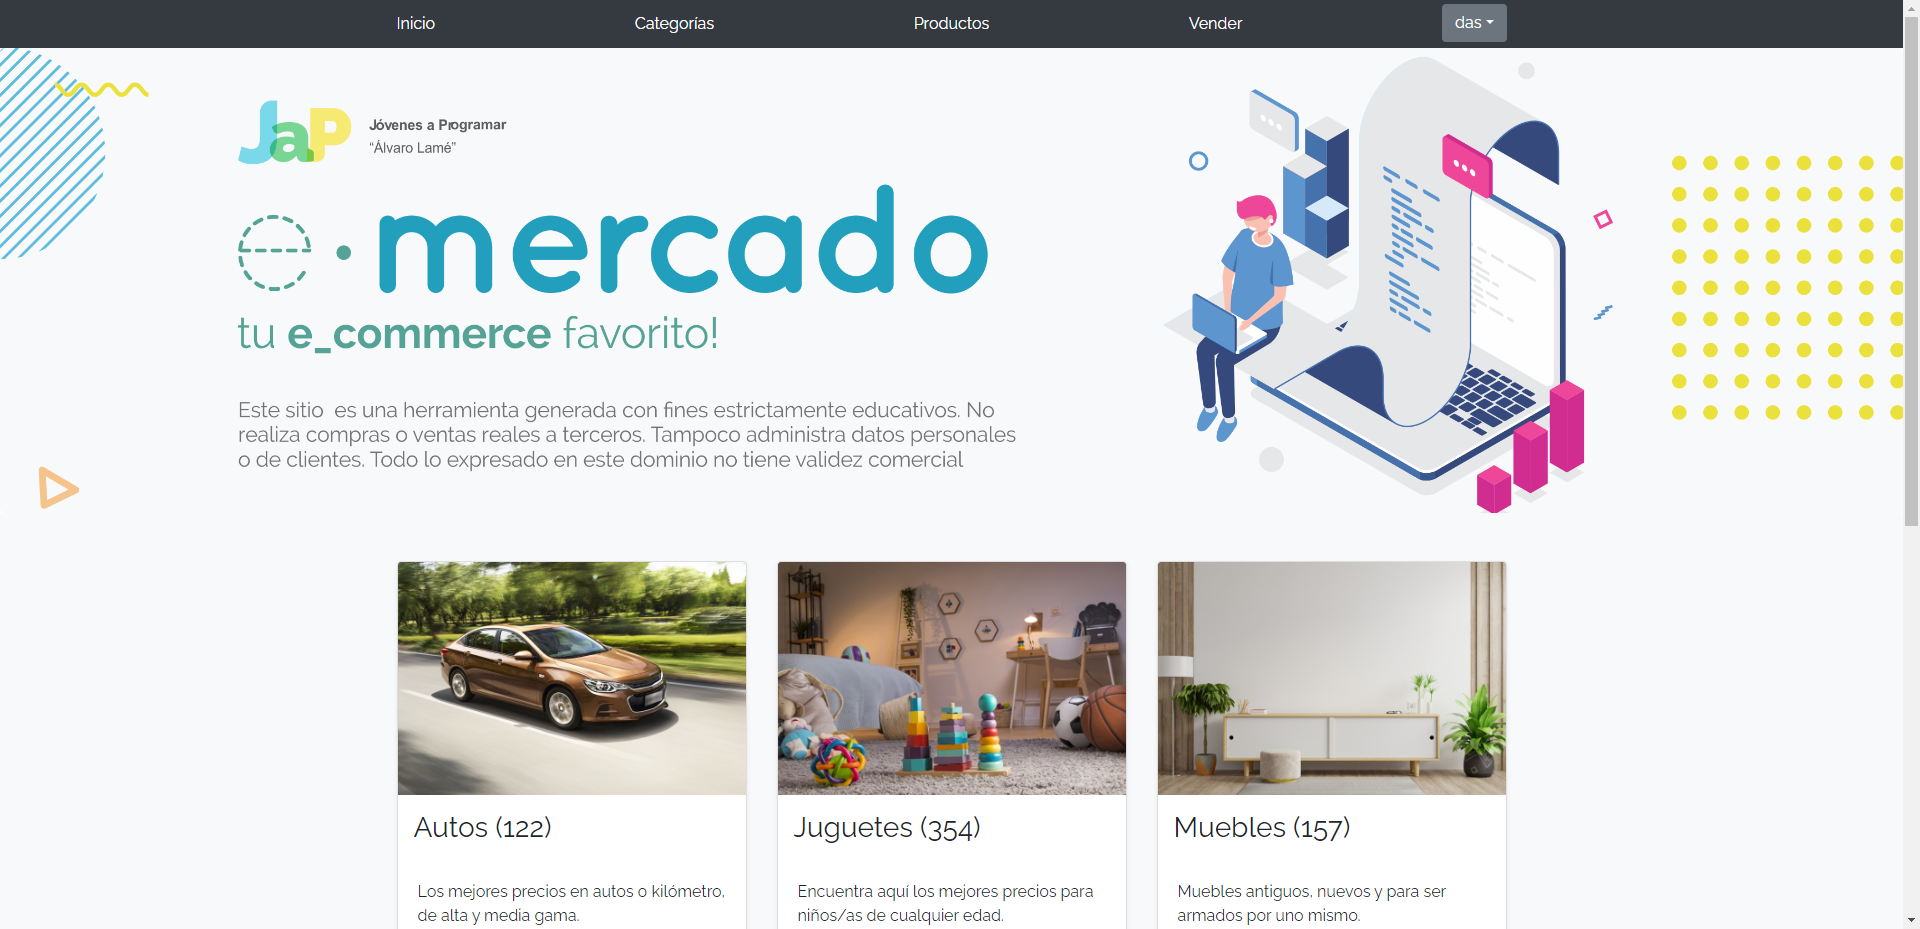 Inicio
Categorías
Productos
Vender
das
JaP
Jóvenes a Programar
“Álvaro Lamé”
e · mercado
tu e_commerce favorito!
Este sitio es una herramienta generada con fines estrictamente educativos. No
realiza compras o ventas reales a terceros. Tampoco administra datos personales
o de clientes. Todo lo expresado en este dominio no tiene validez comercial
Autos (122)
Juguetes (354)
Muebles (157)
Los mejores precios en autos 0 kilómetro,
de alta y media gama.
Encuentra aquí los mejores precios para
niños/as de cualquier edad.
Muebles antiguos, nuevos y para ser
armados por uno mismo.